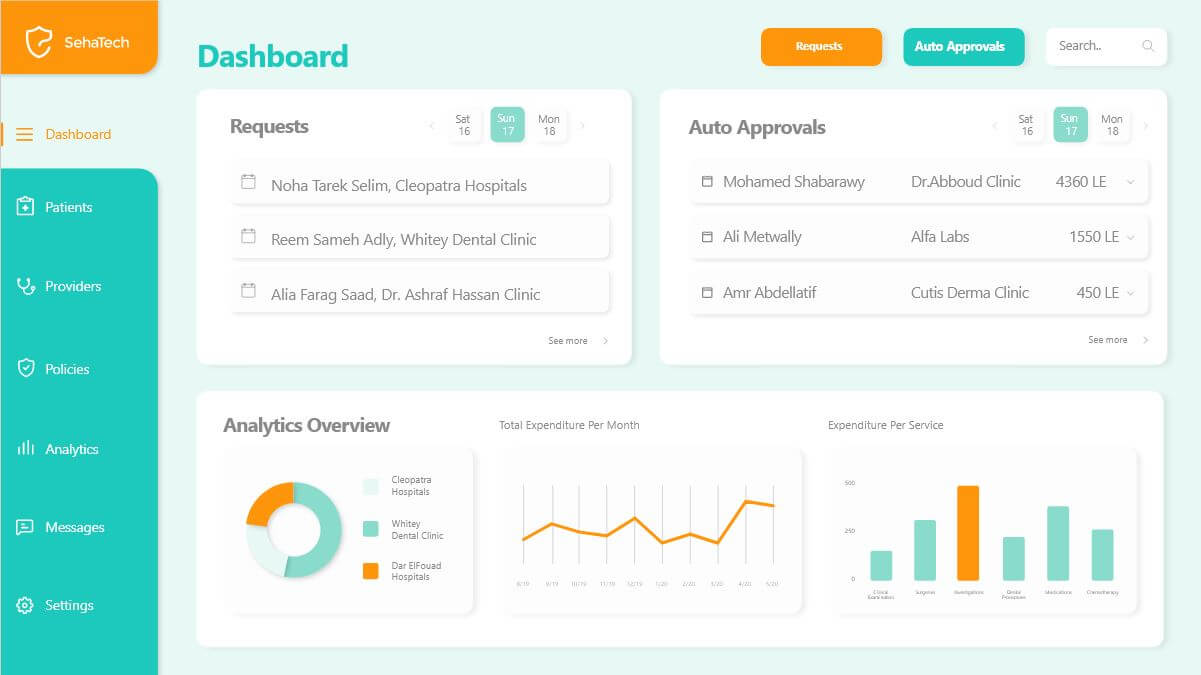 SehaTech
Dashboard
Requests
Auto Approvals
Search..
Dashboard
Patients
Providers
Policies
Analytics
Messages
Settings
Requests
Sat
16
Sun
17
Mon
18
Noha Tarek Selim, Cleopatra Hospitals
Reem Sameh Adly, Whitey Dental Clinic
Alia Farag Saad, Dr. Ashraf Hassan Clinic
See more
Auto Approvals
Sat
16
Sun
17
Mon
18
Mohamed Shabarawy Dr.Abboud Clinic 4360 LE
Ali Metwally Alfa Labs 1550 LE
Amr Abdellatif Cutis Derma Clinic 450 LE
See more
Analytics Overview
Cleopatra
Hospitals
Whitey
Dental Clinic
Dar ElFouad
Hospitals
Total Expenditure Per Month
8/19 9/19 10/19 11/19 12/19 1/20 2/20 3/20 4/20 5/20
Expenditure Per Service
500
250
0
Clinical
Examination
Surgeries
Investigations
Dental
Procedures
Medications
Chemotherapy